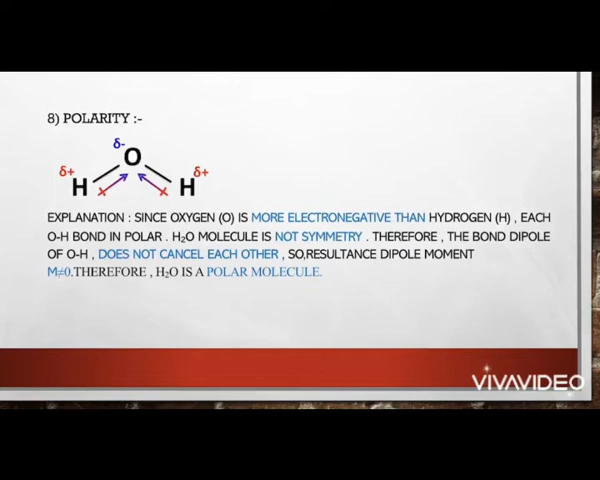 8) POLARITY :-
δ-
O
δ+ δ+
H H
EXPLANATION : SINCE OXYGEN (O) IS MORE ELECTRONEGATIVE THAN HYDROGEN (H) , EACH
O-H BOND IN POLAR . H₂O MOLECULE IS NOT SYMMETRY . THEREFORE , THE BOND DIPOLE
OF O-H , DOES NOT CANCEL EACH OTHER , SO,RESULTANCE DIPOLE MOMENT
M≠0.THEREFORE , H₂O IS A POLAR MOLECULE.
VIVAVIDEO